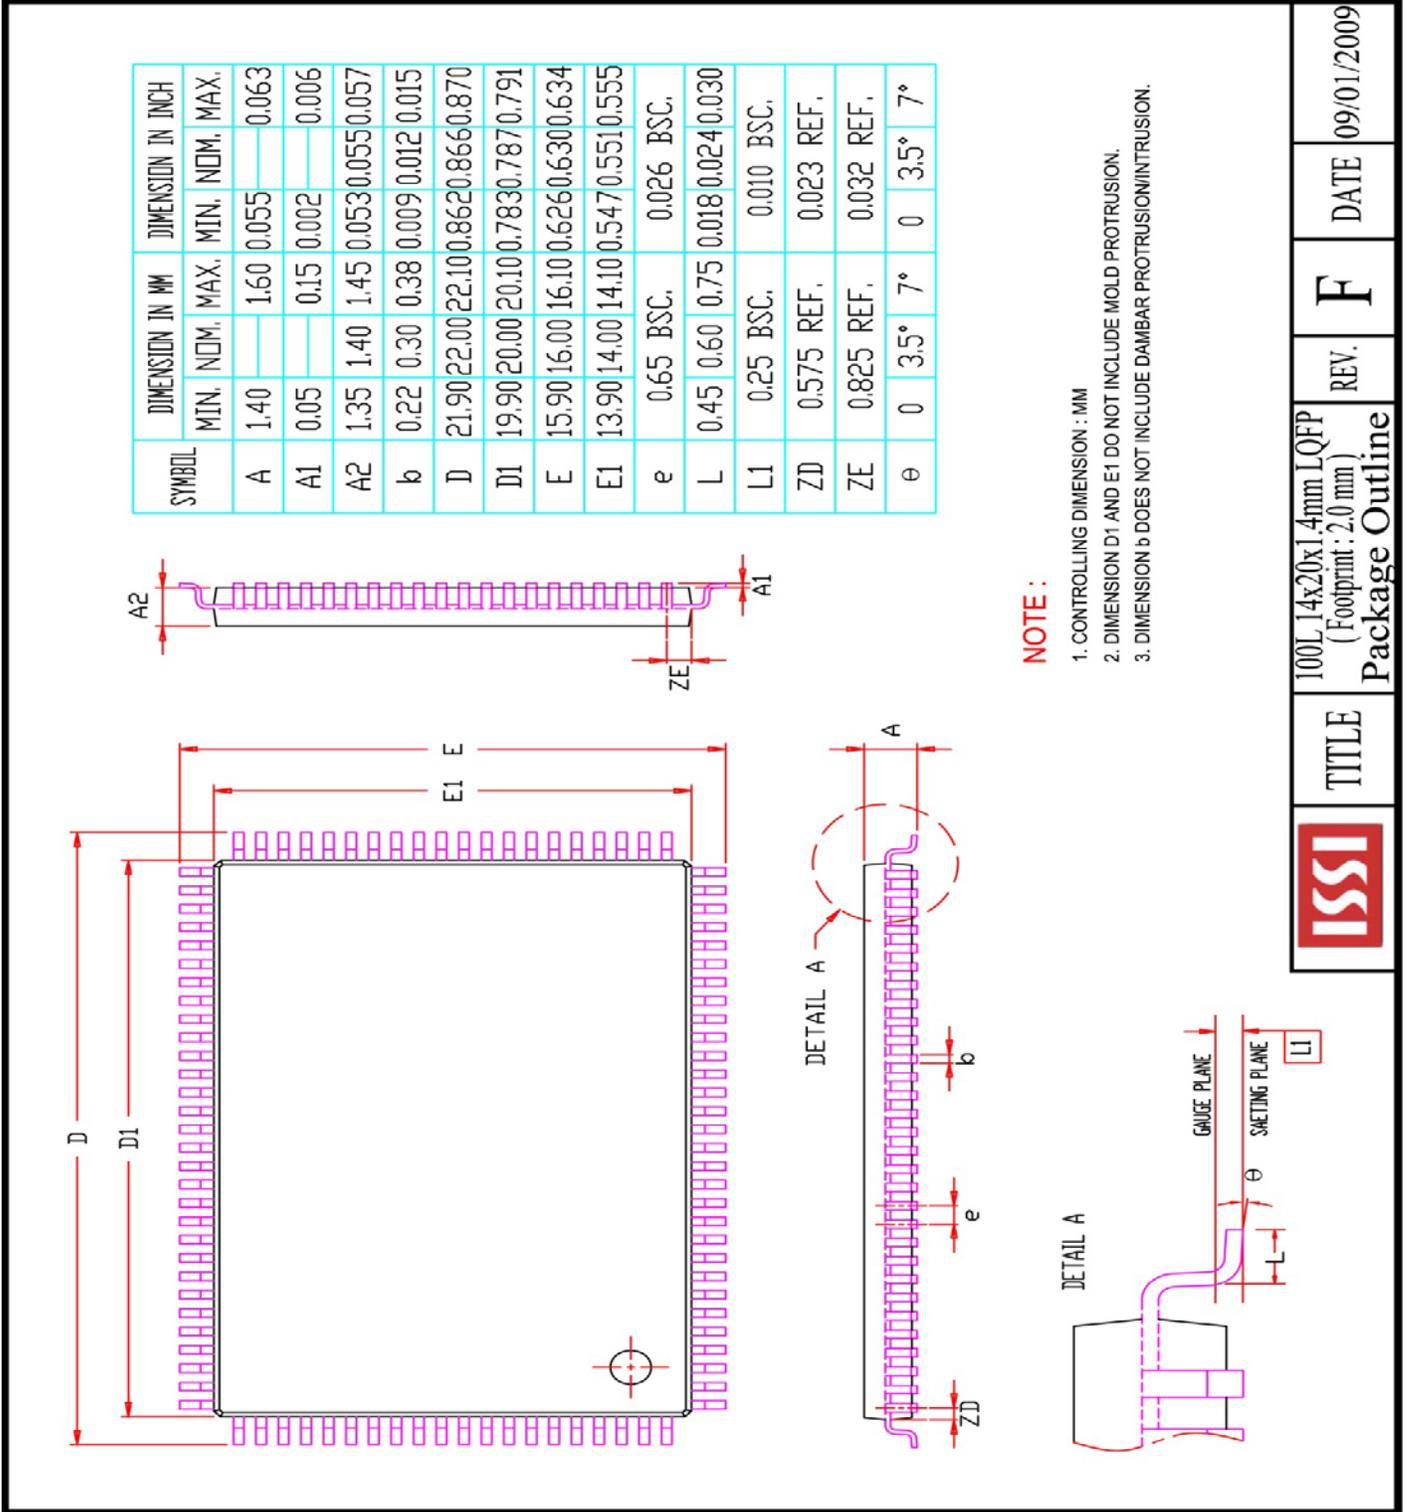 D
D1
E
E1
A2
A1
ZE
SYMBOL DIMENSION IN MM DIMENSION IN INCH
MIN. NOM. MAX. MIN. NOM. MAX.
A 1.40 1.60 0.055 0.063
A1 0.05 0.15 0.002 0.006
A2 1.35 1.40 1.45 0.053 0.055 0.057
b 0.22 0.30 0.38 0.009 0.012 0.015
D 21.90 22.00 22.10 0.862 0.866 0.870
D1 19.90 20.00 20.10 0.783 0.787 0.791
E 15.90 16.00 16.10 0.626 0.630 0.634
E1 13.90 14.00 14.10 0.547 0.551 0.555
e 0.65 BSC. 0.026 BSC.
L 0.45 0.60 0.75 0.018 0.024 0.030
L1 0.25 BSC. 0.010 BSC.
ZD 0.575 REF. 0.023 REF.
ZE 0.825 REF. 0.032 REF.
θ 0 3.5° 7° 0 3.5° 7°
DETAIL A
A
b
e
ZD
DETAIL A
GAUGE PLANE
SAETING PLANE
L1
θ
L
NOTE :
1. CONTROLLING DIMENSION : MM
2. DIMENSION D1 AND E1 DO NOT INCLUDE MOLD PROTRUSION.
3. DIMENSION b DOES NOT INCLUDE DAMBAR PROTRUSION/INTRUSION.
ISSI
TITLE
100L 14x20x1.4mm LQFP
(Footprint : 2.0 mm)
Package Outline
REV.
F
DATE
09/01/2009